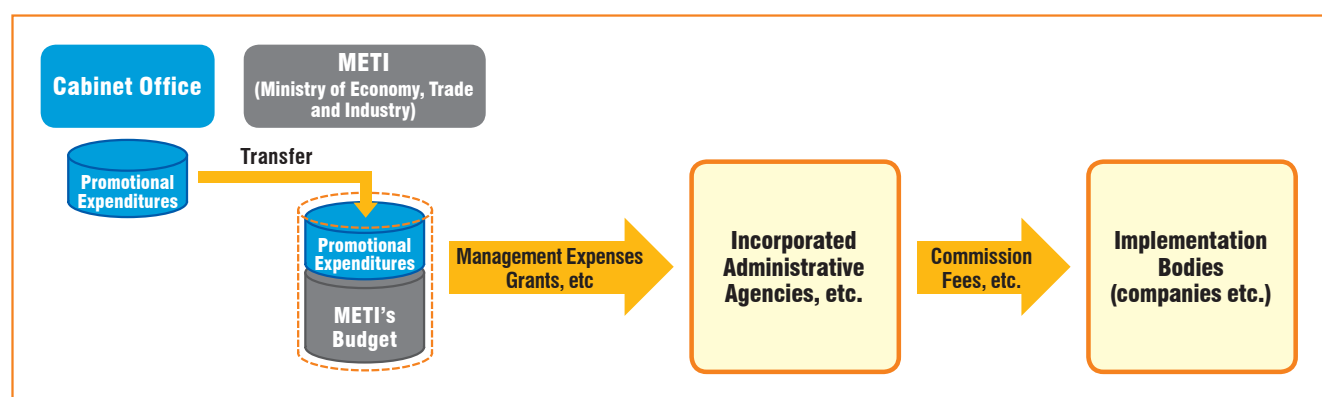 Cabinet Office
METI
(Ministry of Economy, Trade
and Industry)
Promotional
Expenditures
Transfer
Promotional
Expenditures
METI's
Budget
Management Expenses
Grants, etc
Incorporated
Administrative
Agencies, etc.
Commission
Fees, etc.
Implementation
Bodies
(companies etc.)